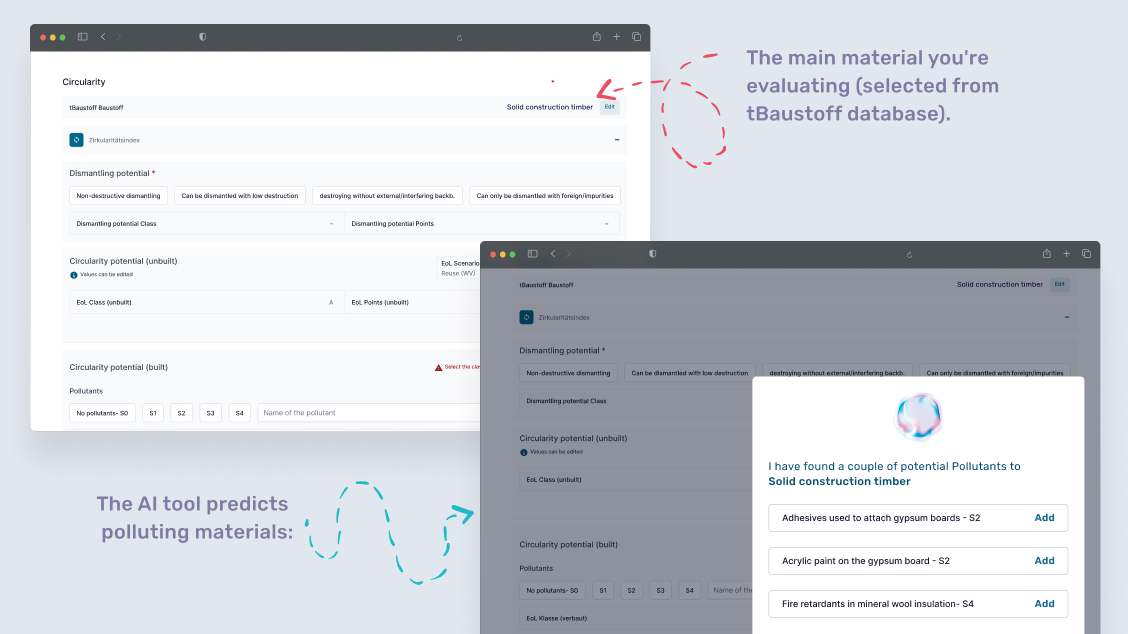 The main material you're
evaluating (selected from
tBaustoff database).
Circularity
tBaustoff Baustoff
Solid construction timber
Edit
Zirkularitätsindex
–
Dismantling potential *
Non-destructive dismantling
Can be dismantled with low destruction
destroying without external/interfering backb.
Can only be dismantled with foreign/impurities
Dismantling potential Class
–
Dismantling potential Points
–
Circularity potential (unbuilt)
Values can be edited
EoL Scenario
Reuse (WV)
EoL Class (unbuilt)
A
EoL Points (unbuilt)
Circularity potential (built)
Select the
Pollutants
No pollutants- S0
S1
S2
S3
S4
Name of the pollutant
The AI tool predicts
polluting materials:
tBaustoff Baustoff
Solid construction timber
Edit
Zirkularitätsindex
–
Dismantling potential *
Non-destructive dismantling
Can be dismantled with low destruction
destroying without external/interfering backb.
Can only be dismantled with foreign/impurities
Dismantling potential Class
Circularity potential (unbuilt)
Values can be edited
EoL Class (unbuilt)
Circularity potential (built)
Pollutants
No pollutants- S0
S1
S2
S3
S4
Name of th
EoL Klasse (verbaut)
I have found a couple of potential Pollutants to
Solid construction timber
Adhesives used to attach gypsum boards - S2
Add
Acrylic paint on the gypsum board - S2
Add
Fire retardants in mineral wool insulation- S4
Add